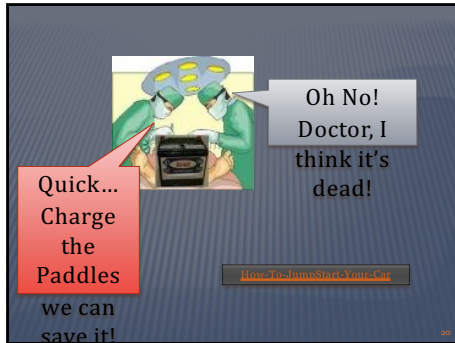 Oh No!
Doctor, I
think it's
dead!
Quick...
Charge
the
Paddles
we can
save it!
How-To-JumpStart-Your-Car
20